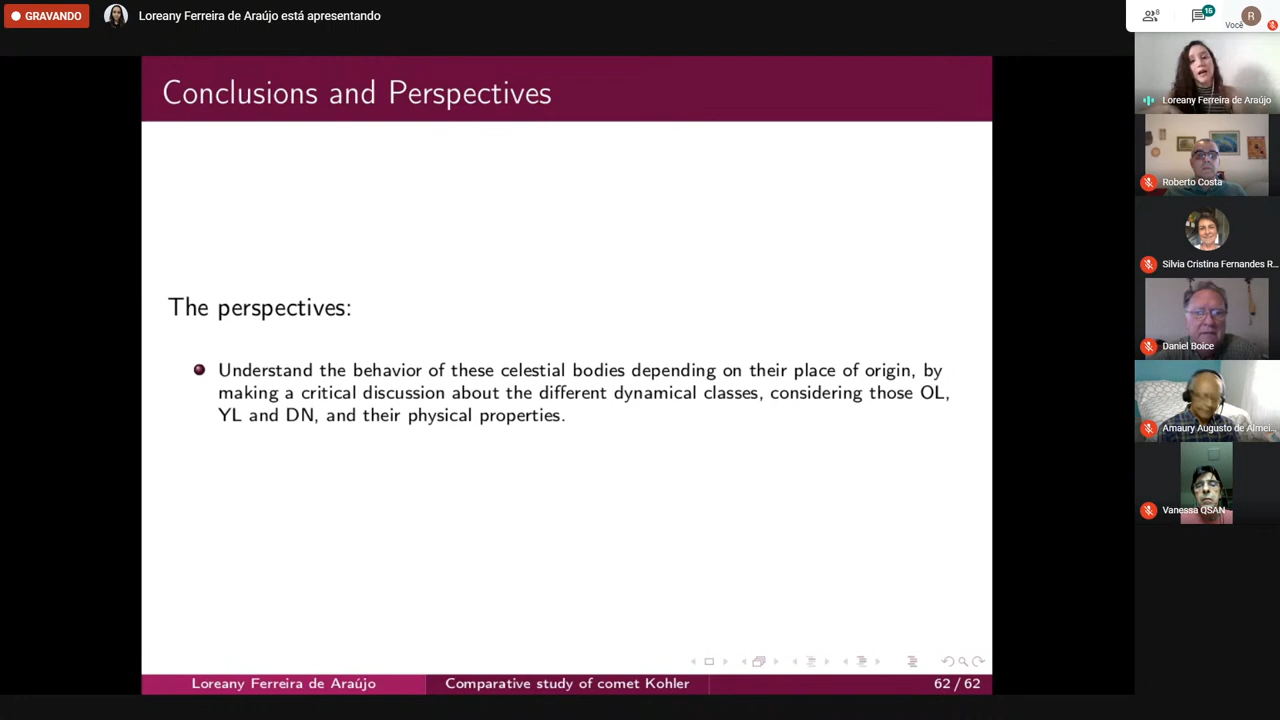 GRAVANDO
Loreany Ferreira de Araújo está apresentando
8
16
R
Você
Conclusions and Perspectives
The perspectives:
Understand the behavior of these celestial bodies depending on their place of origin, by
making a critical discussion about the different dynamical classes, considering those OL,
YL and DN, and their physical properties.
Loreany Ferreira de Araújo
Comparative study of comet Kohler
62 / 62
Loreany Ferreira de Araújo
Roberto Costa
Silvia Cristina Fernandes R...
Daniel Boice
Amaury Augusto de Almei...
Vanessa QSAN